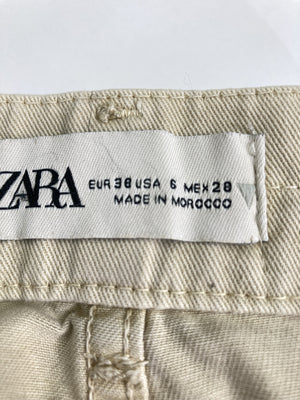 ZARA
EUR 38 USA 6 MEX 28
MADE IN MOROCCO